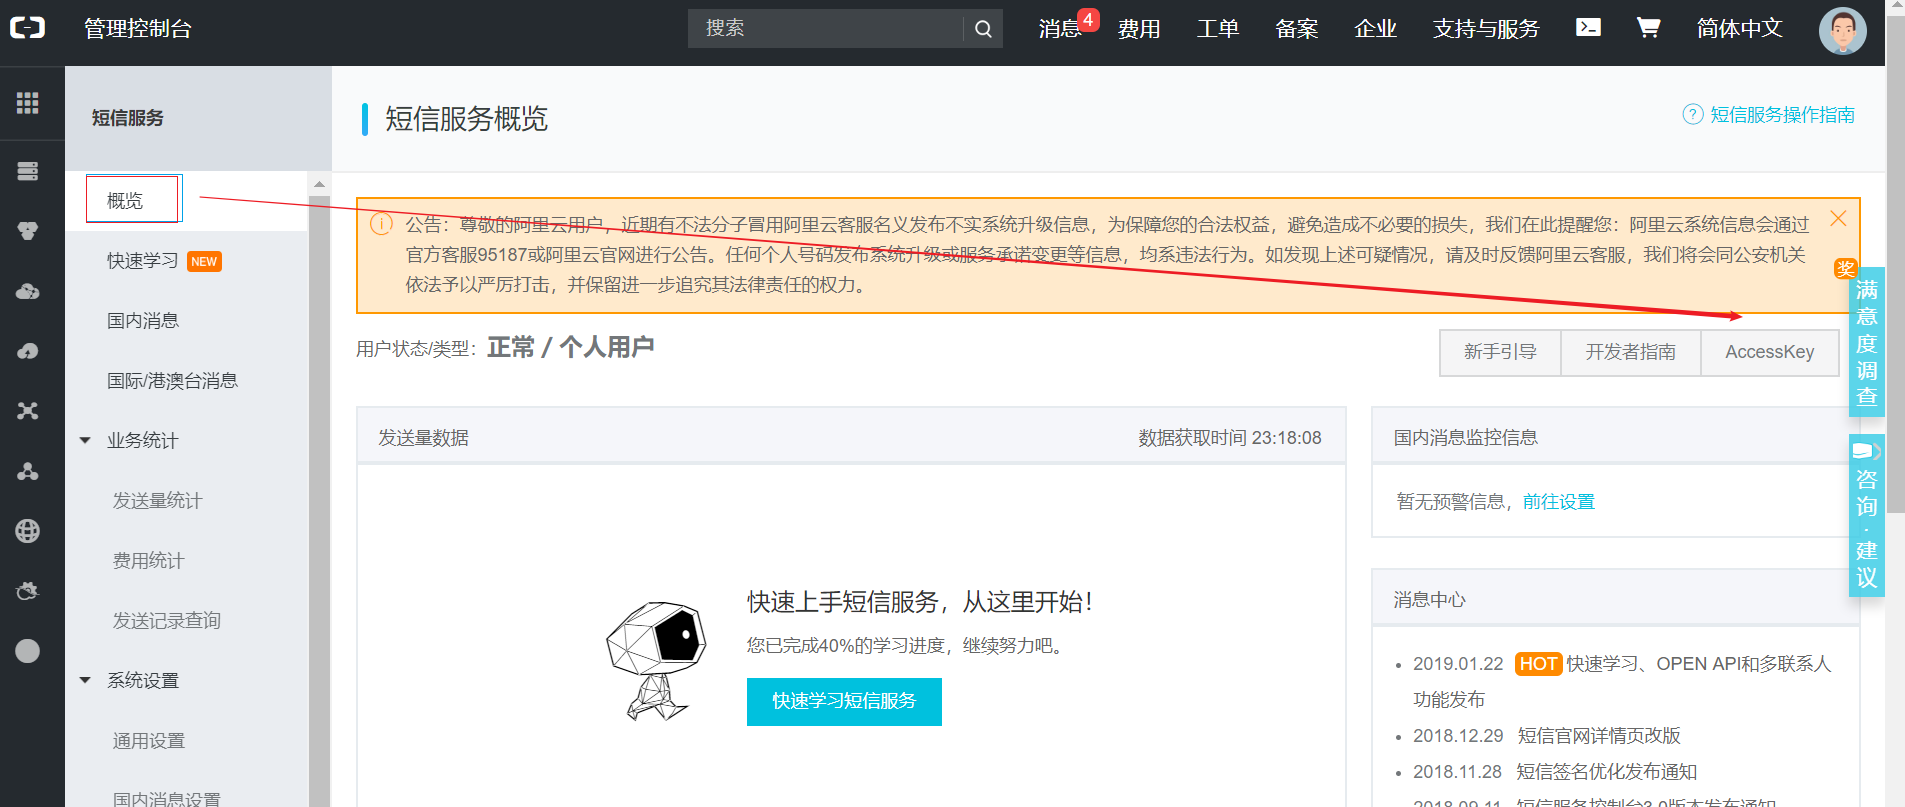 管理控制台
搜索
消息 4 费用 工单 备案 企业 支持与服务 简体中文
短信服务
概览
快速学习 NEW
国内消息
国际/港澳台消息
业务统计
发送量统计
费用统计
发送记录查询
系统设置
通用设置
国内消息设置
短信服务概览
? 短信服务操作指南
公告：尊敬的阿里云用户，近期有不法分子冒用阿里云客服名义发布不实系统升级信息，为保障您的合法权益，避免造成不必要的损失，我们在此提醒您：阿里云系统信息会通过
官方客服95187或阿里云官网进行公告。任何个人号码发布系统升级或服务承诺变更等信息，均系违法行为。如发现上述可疑情况，请及时反馈阿里云客服，我们将会同公安机关
依法予以严厉打击，并保留进一步追究其法律责任的权力。
用户状态/类型：正常 / 个人用户
新手引导 开发者指南 AccessKey
发送量数据 数据获取时间 23:18:08
快速上手短信服务，从这里开始！
您已完成40%的学习进度，继续努力吧。
快速学习短信服务
国内消息监控信息
暂无预警信息，前往设置
消息中心
2019.01.22 HOT 快速学习、OPEN API和多联系人
功能发布
2018.12.29 短信官网详情页改版
2018.11.28 短信签名优化发布通知
2018.09.11 短信服务控制台3.0版本发布通知
奖
满意度调查
咨询·建议